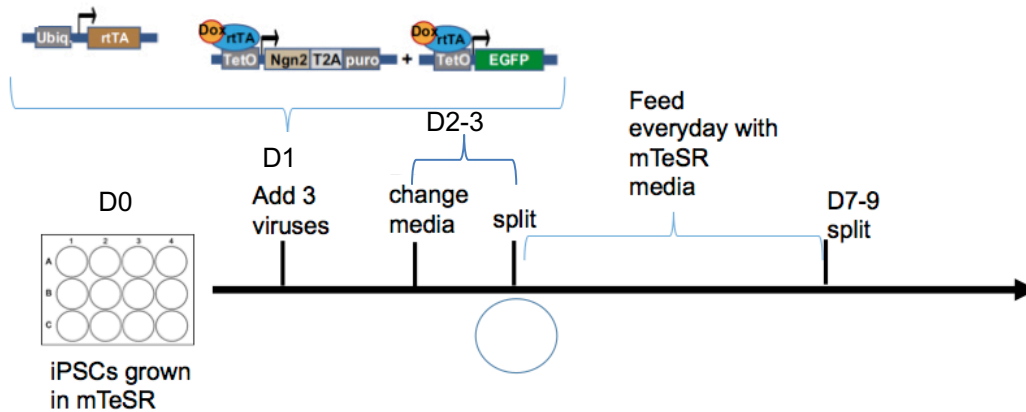 Ubiq rtTA
Dox rtTA
TetO Ngn2 T2A puro
+
Dox rtTA
TetO EGFP
D0
1 2 3 4
A
B
C
iPSCs grown
in mTeSR
D1
Add 3
viruses
D2-3
change
media
split
Feed
everyday with
mTeSR
media
D7-9
split